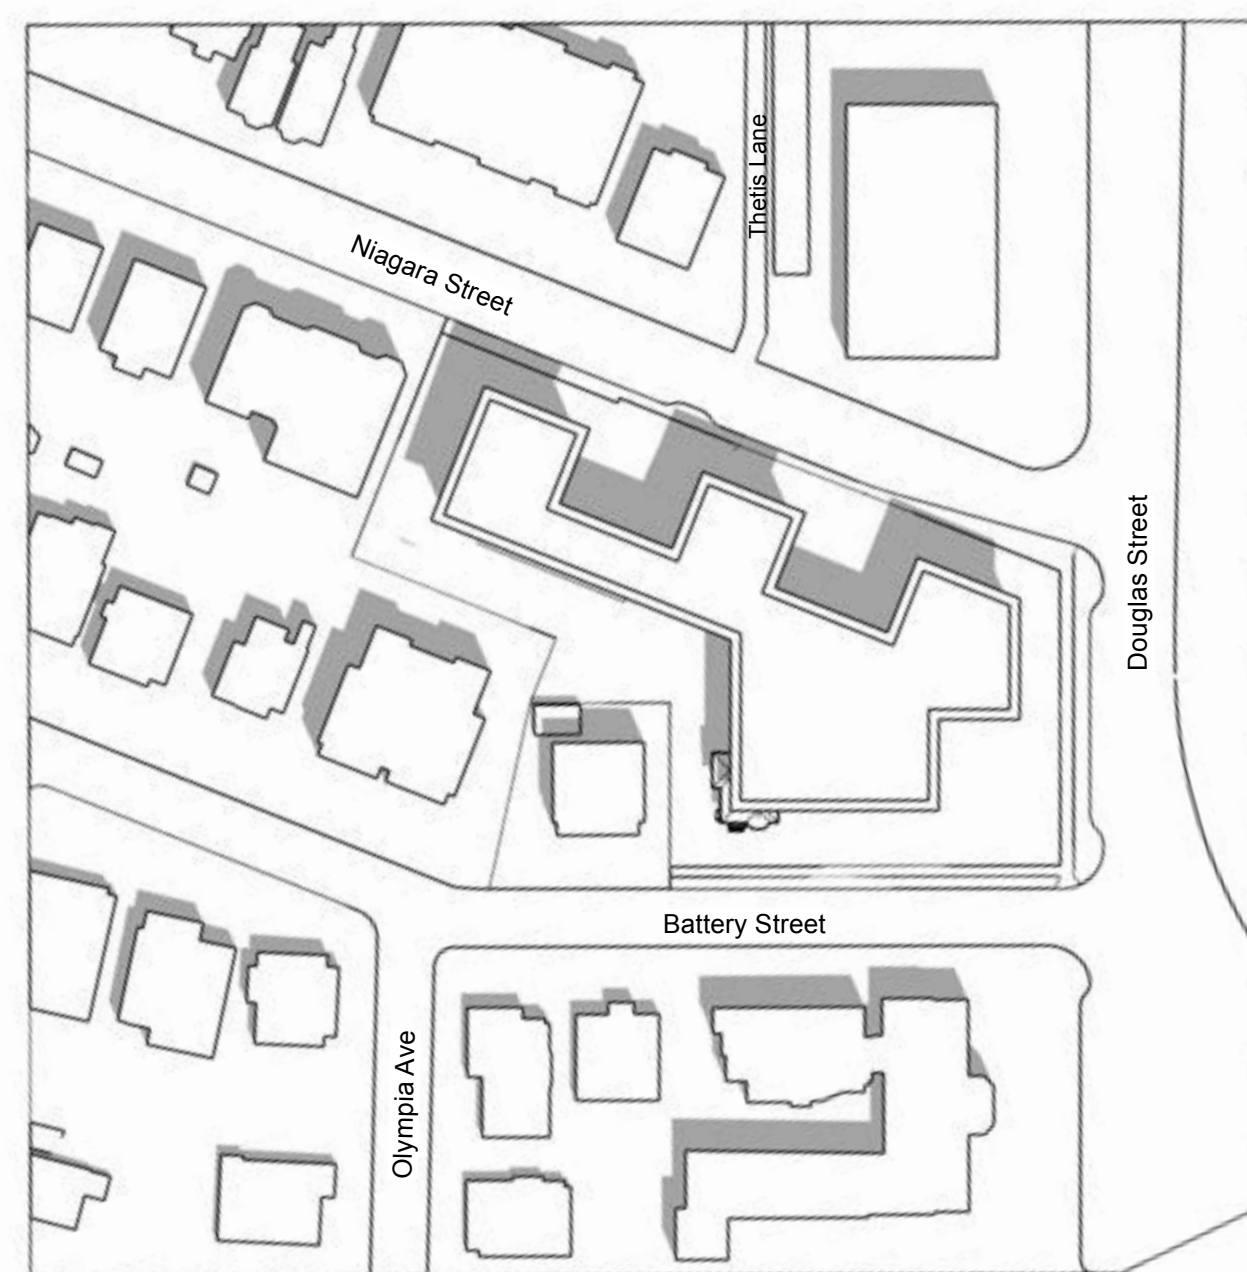 Thetis Lane
Niagara Street
Douglas Street
Battery Street
Olympia Ave